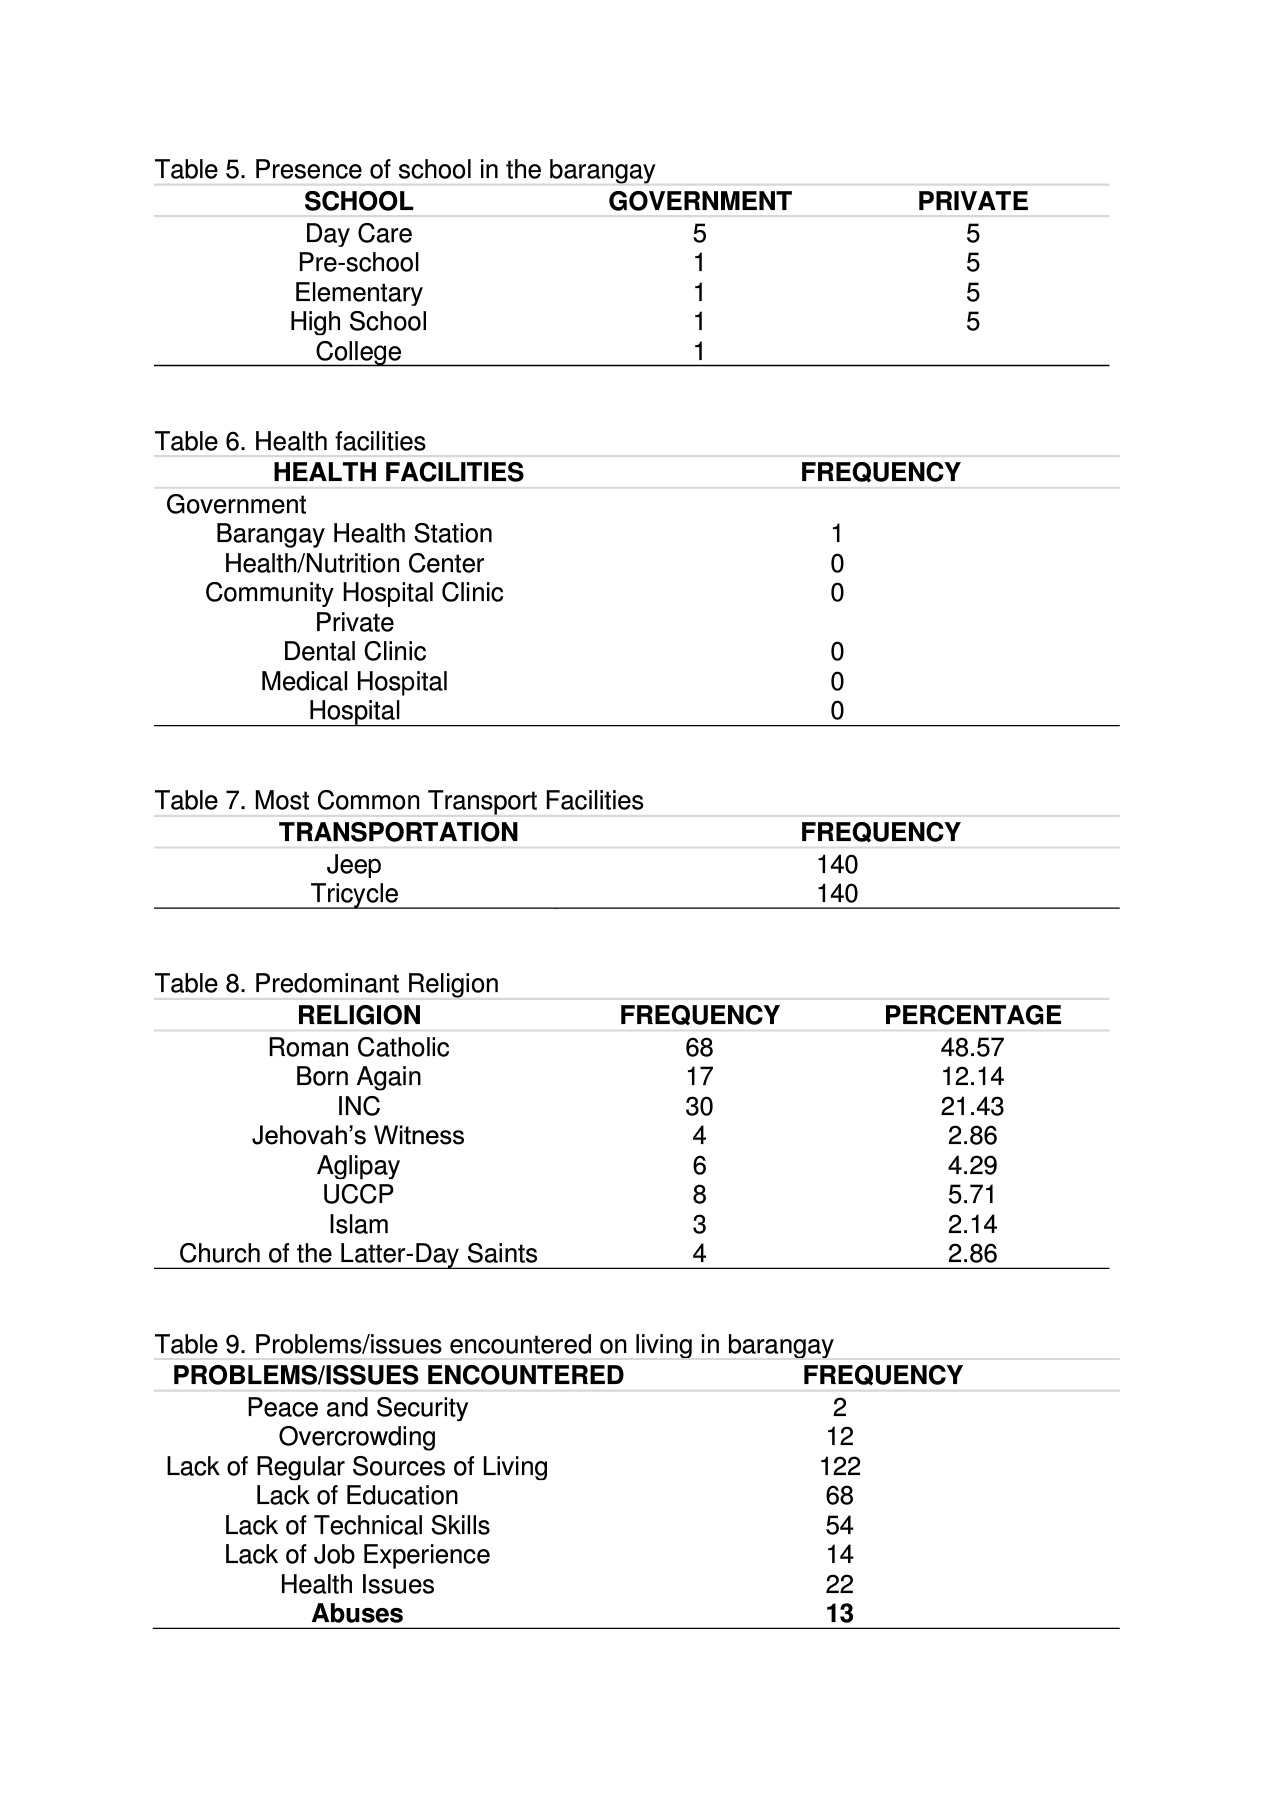 Table 5. Presence of school in the barangay
SCHOOL GOVERNMENT PRIVATE
Day Care 5 5
Pre-school 1 5
Elementary 1 5
High School 1 5
College 1
Table 6. Health facilities
HEALTH FACILITIES FREQUENCY
Government
Barangay Health Station 1
Health/Nutrition Center 0
Community Hospital Clinic 0
Private
Dental Clinic 0
Medical Hospital 0
Hospital 0
Table 7. Most Common Transport Facilities
TRANSPORTATION FREQUENCY
Jeep 140
Tricycle 140
Table 8. Predominant Religion
RELIGION FREQUENCY PERCENTAGE
Roman Catholic 68 48.57
Born Again 17 12.14
INC 30 21.43
Jehovah’s Witness 4 2.86
Aglipay 6 4.29
UCCP 8 5.71
Islam 3 2.14
Church of the Latter-Day Saints 4 2.86
Table 9. Problems/issues encountered on living in barangay
PROBLEMS/ISSUES ENCOUNTERED FREQUENCY
Peace and Security 2
Overcrowding 12
Lack of Regular Sources of Living 122
Lack of Education 68
Lack of Technical Skills 54
Lack of Job Experience 14
Health Issues 22
Abuses 13